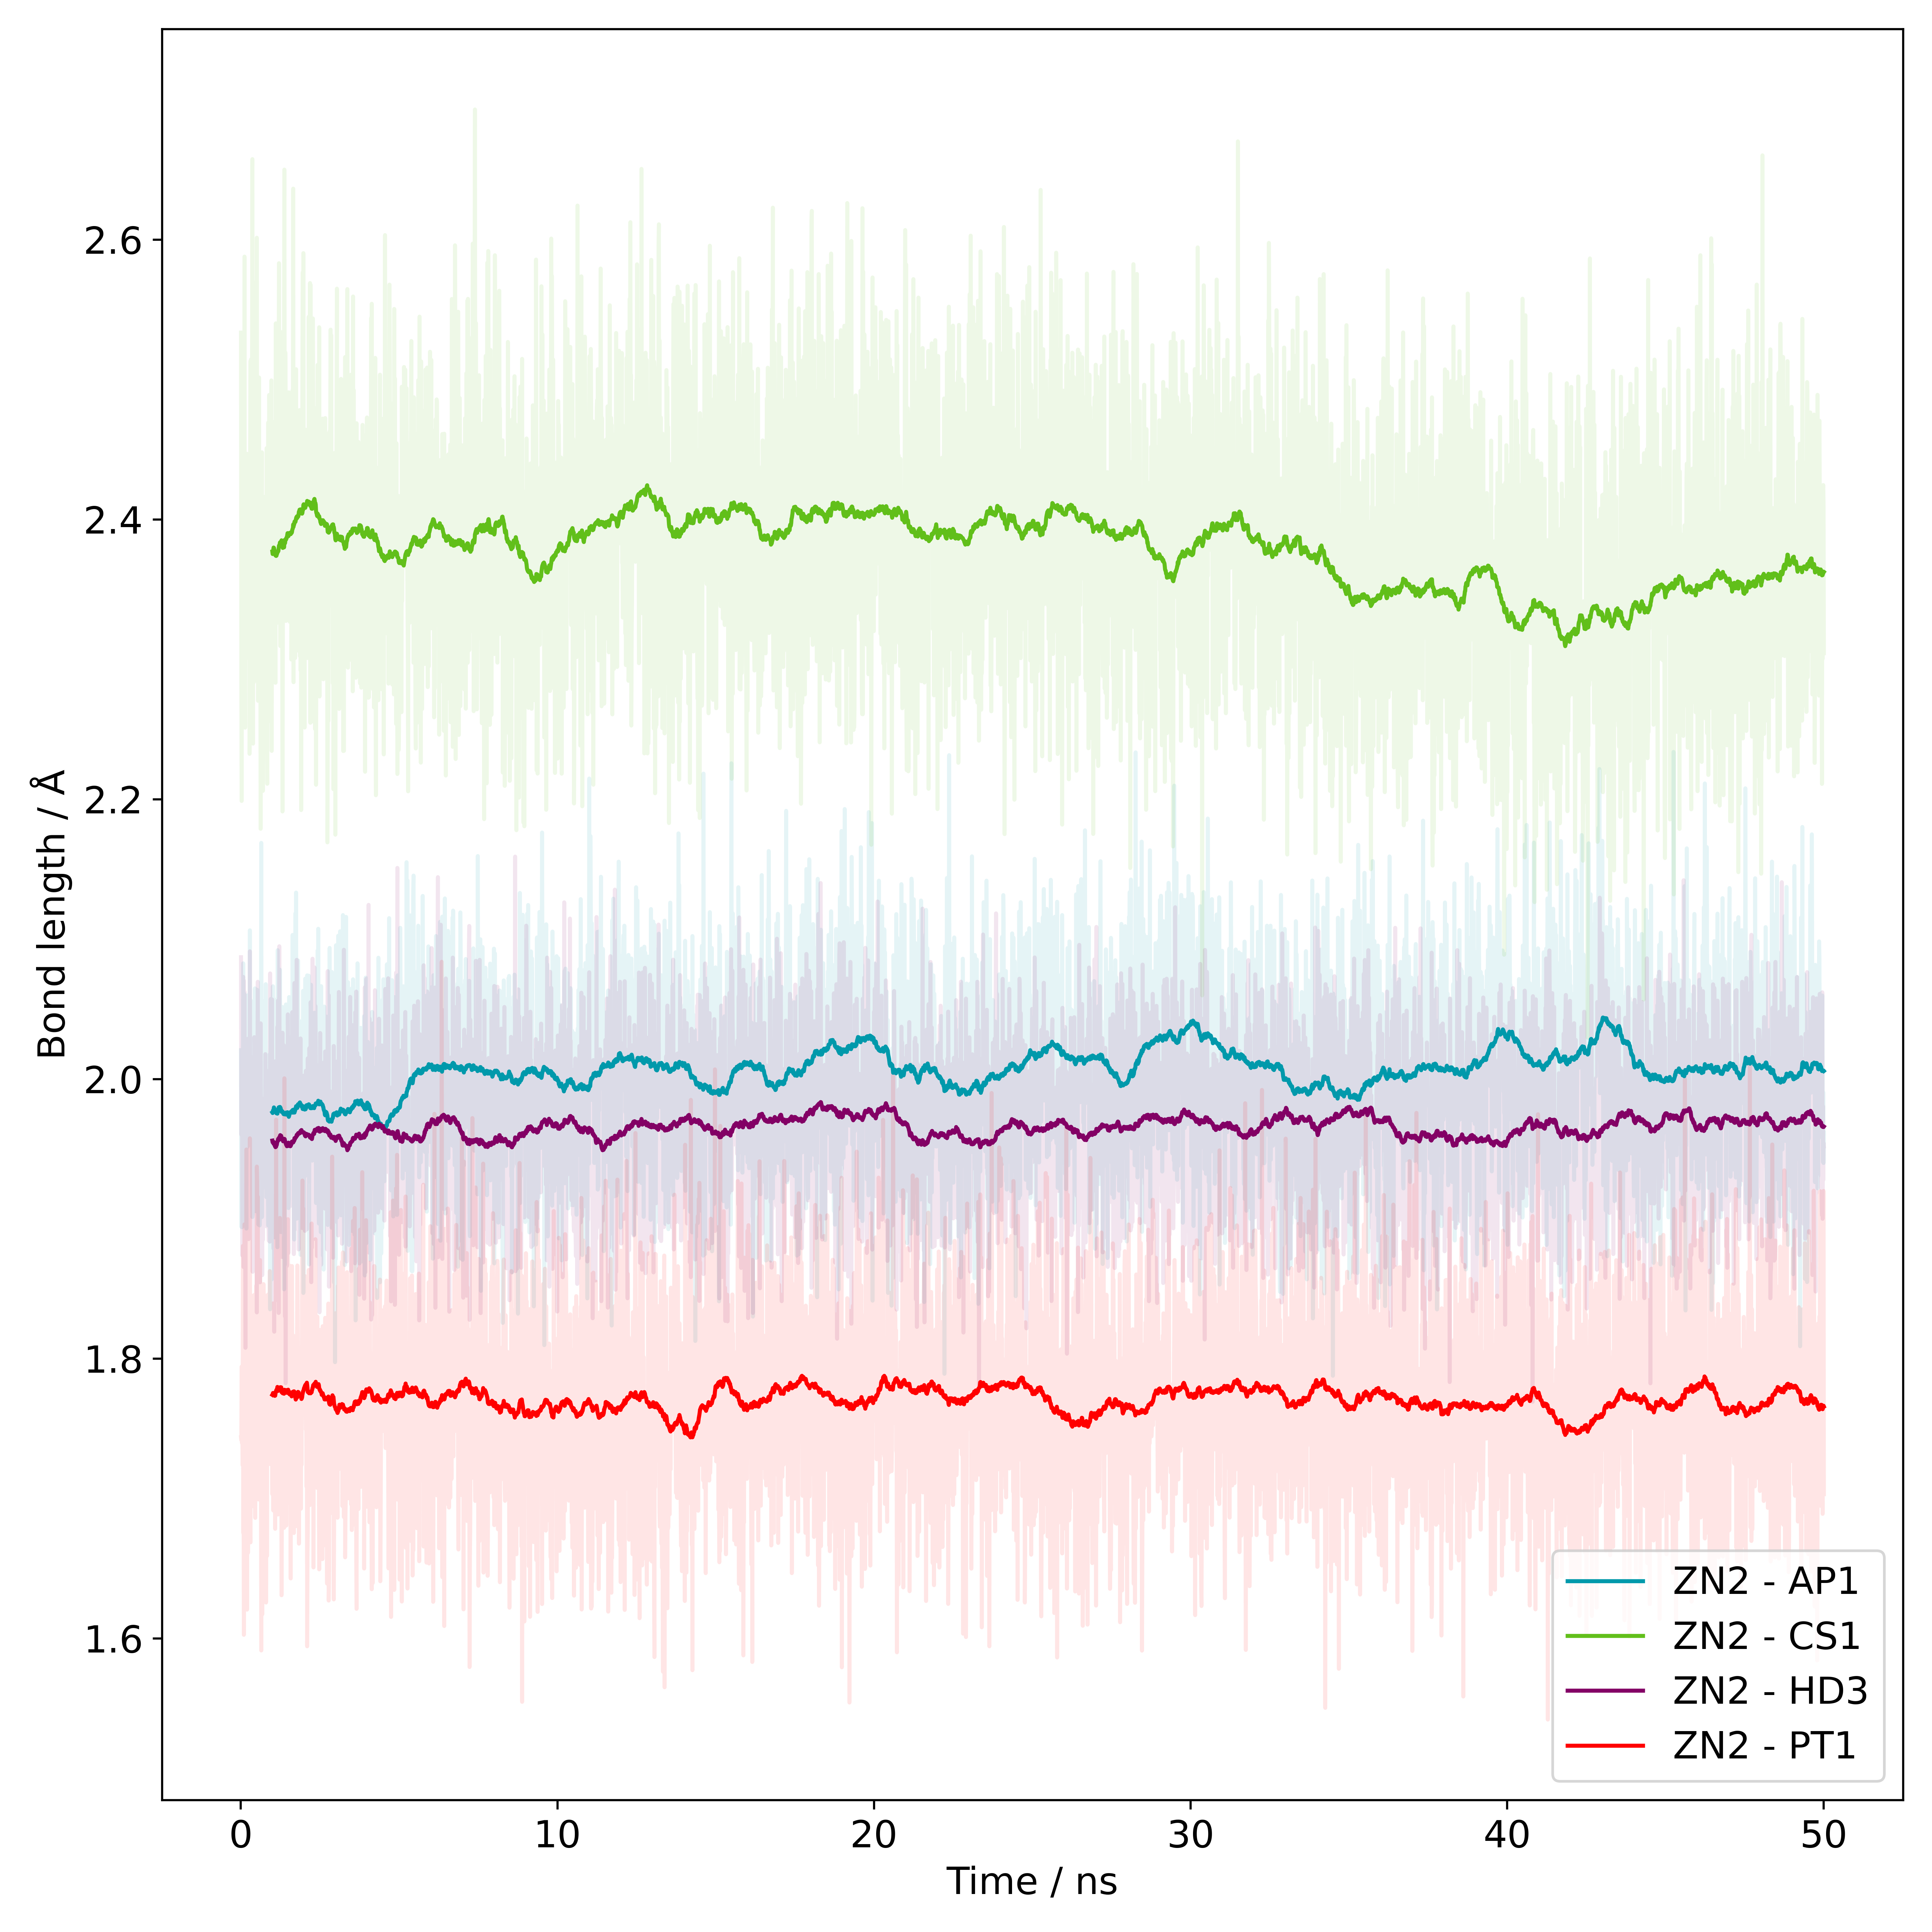 2.6
2.4
2.2
2.0
1.8
1.6
Bond length / Å
0 10 20 30 40 50
Time / ns
ZN2 - AP1
ZN2 - CS1
ZN2 - HD3
ZN2 - PT1